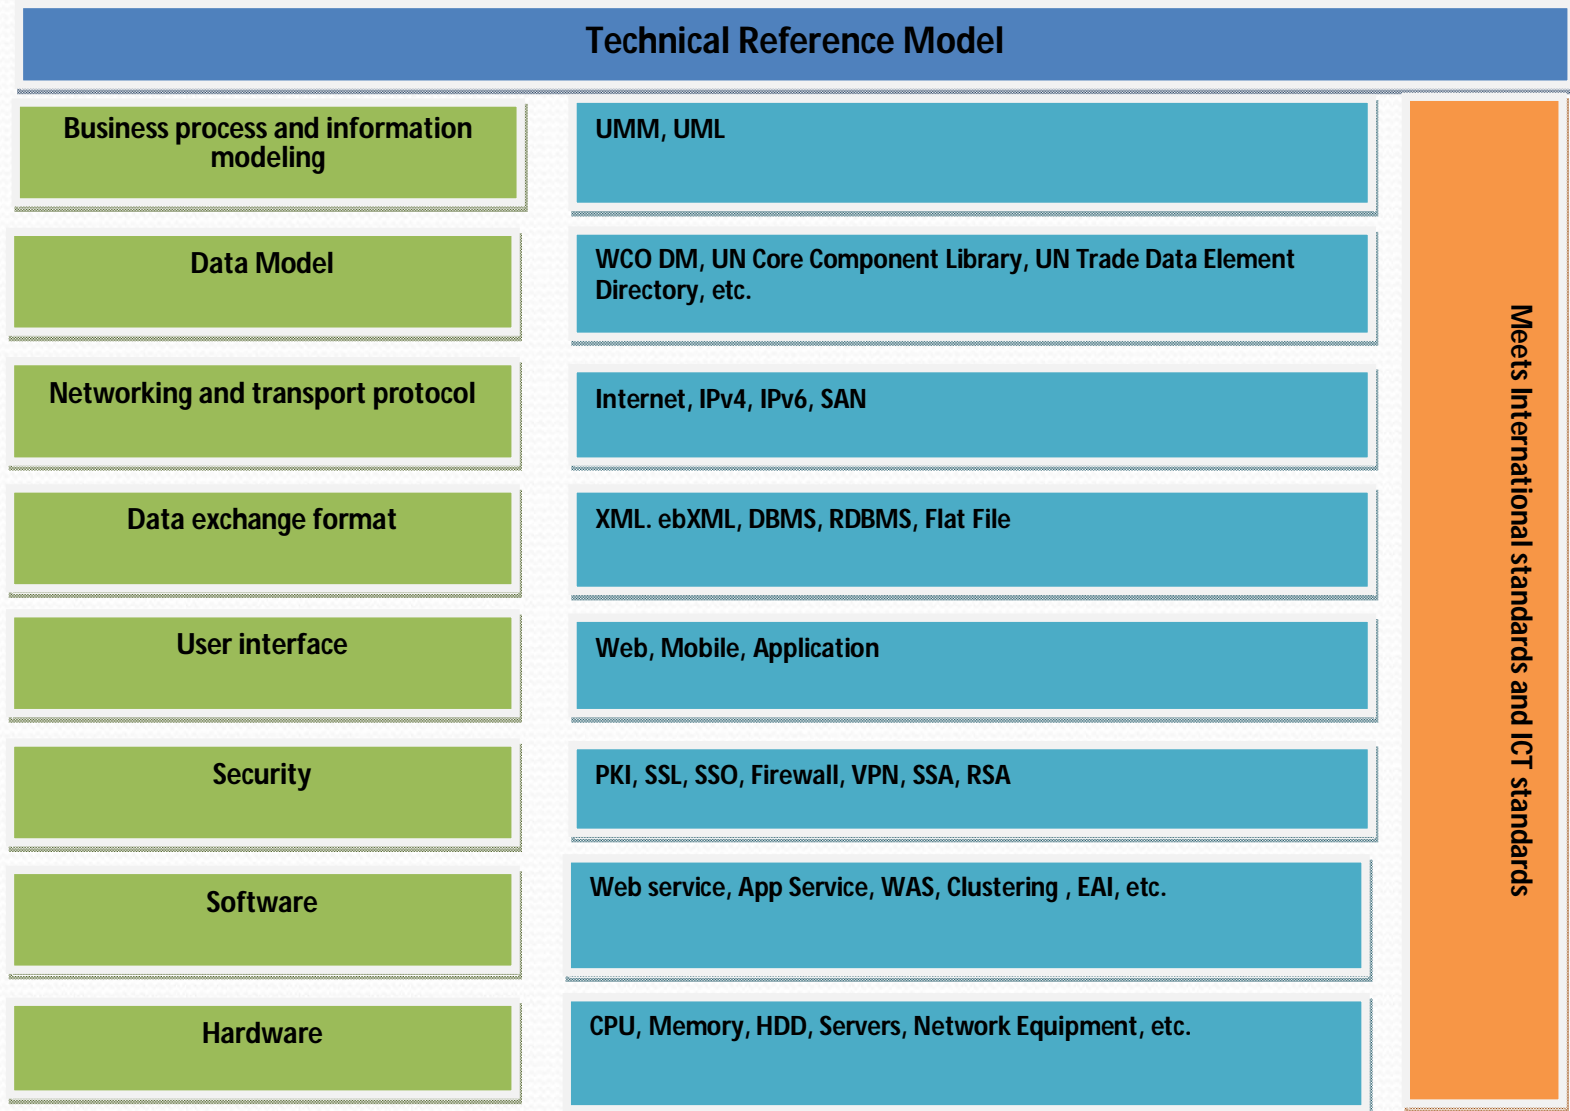 Technical Reference Model
Business process and information
modeling
UMM, UML
Data Model
WCO DM, UN Core Component Library, UN Trade Data Element
Directory, etc.
Networking and transport protocol
Internet, IPv4, IPv6, SAN
Data exchange format
XML. ebXML, DBMS, RDBMS, Flat File
User interface
Web, Mobile, Application
Security
PKI, SSL, SSO, Firewall, VPN, SSA, RSA
Software
Web service, App Service, WAS, Clustering , EAI, etc.
Hardware
CPU, Memory, HDD, Servers, Network Equipment, etc.
Meets International standards and ICT standards